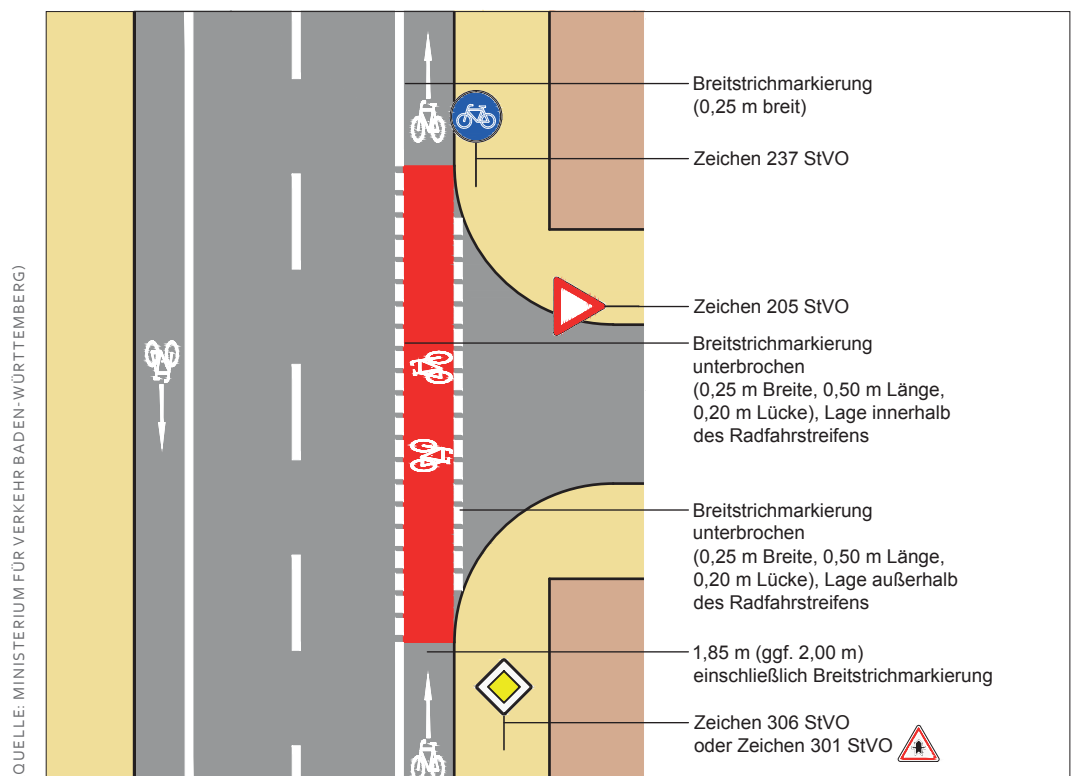 Breitstrichmarkierung
(0,25 m breit)
Zeichen 237 StVO
Zeichen 205 StVO
Breitstrichmarkierung
unterbrochen
(0,25 m Breite, 0,50 m Länge,
0,20 m Lücke), Lage innerhalb
des Radfahrstreifens
Breitstrichmarkierung
unterbrochen
(0,25 m Breite, 0,50 m Länge,
0,20 m Lücke), Lage außerhalb
des Radfahrstreifens
1,85 m (ggf. 2,00 m)
einschließlich Breitstrichmarkierung
Zeichen 306 StVO
oder Zeichen 301 StVO
QUELLE: MINISTERIUM FÜR VERKEHR BADEN-WÜRTTEMBERG)